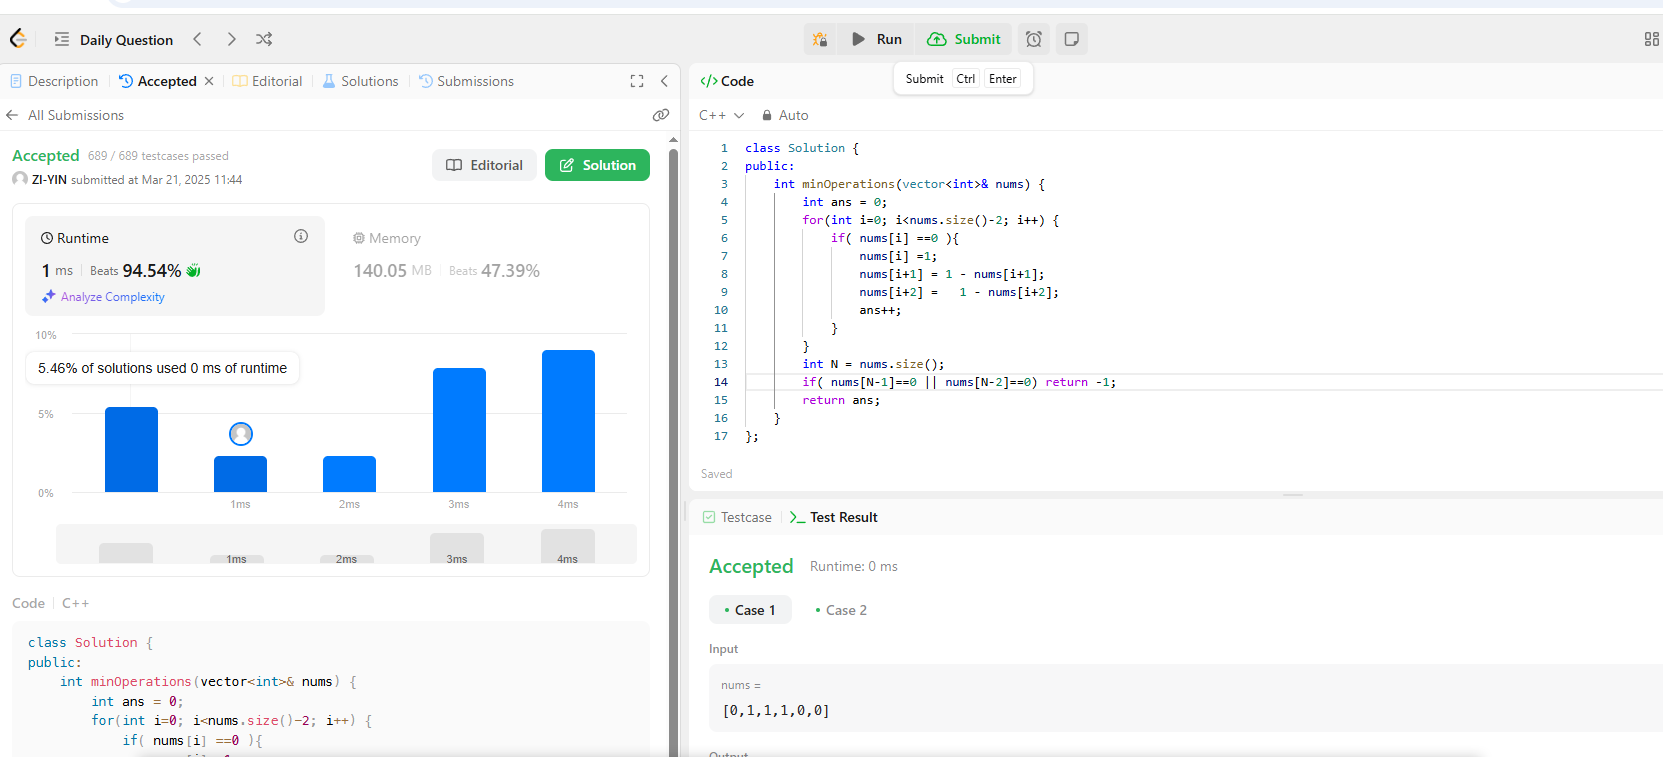 Daily Question
Run
Submit
Description
Accepted
Editorial
Solutions
Submissions
All Submissions
Accepted 689 / 689 testcases passed
ZI-YIN submitted at Mar 21, 2025 11:44
Editorial
Solution
Runtime
1 ms Beats 94.54%
Analyze Complexity
Memory
140.05 MB Beats 47.39%
10%
5.46% of solutions used 0 ms of runtime
5%
0%
1ms
2ms
3ms
4ms
1ms
2ms
3ms
4ms
Code C++
class Solution {
public:
    int minOperations(vector<int>& nums) {
        int ans = 0;
        for(int i=0; i<nums.size()-2; i++) {
            if( nums[i] ==0 ){
</> Code
Submit Ctrl Enter
C++ Auto
1 class Solution {
2 public:
3     int minOperations(vector<int>& nums) {
4         int ans = 0;
5         for(int i=0; i<nums.size()-2; i++) {
6             if( nums[i] ==0 ){
7                 nums[i] =1;
8                 nums[i+1] = 1 - nums[i+1];
9                 nums[i+2] =   1 - nums[i+2];
10                 ans++;
11             }
12         }
13         int N = nums.size();
14         if( nums[N-1]==0 || nums[N-2]==0) return -1;
15         return ans;
16     }
17 };
Saved
Testcase
Test Result
Accepted Runtime: 0 ms
Case 1
Case 2
Input
nums =
[0,1,1,1,0,0]
Output